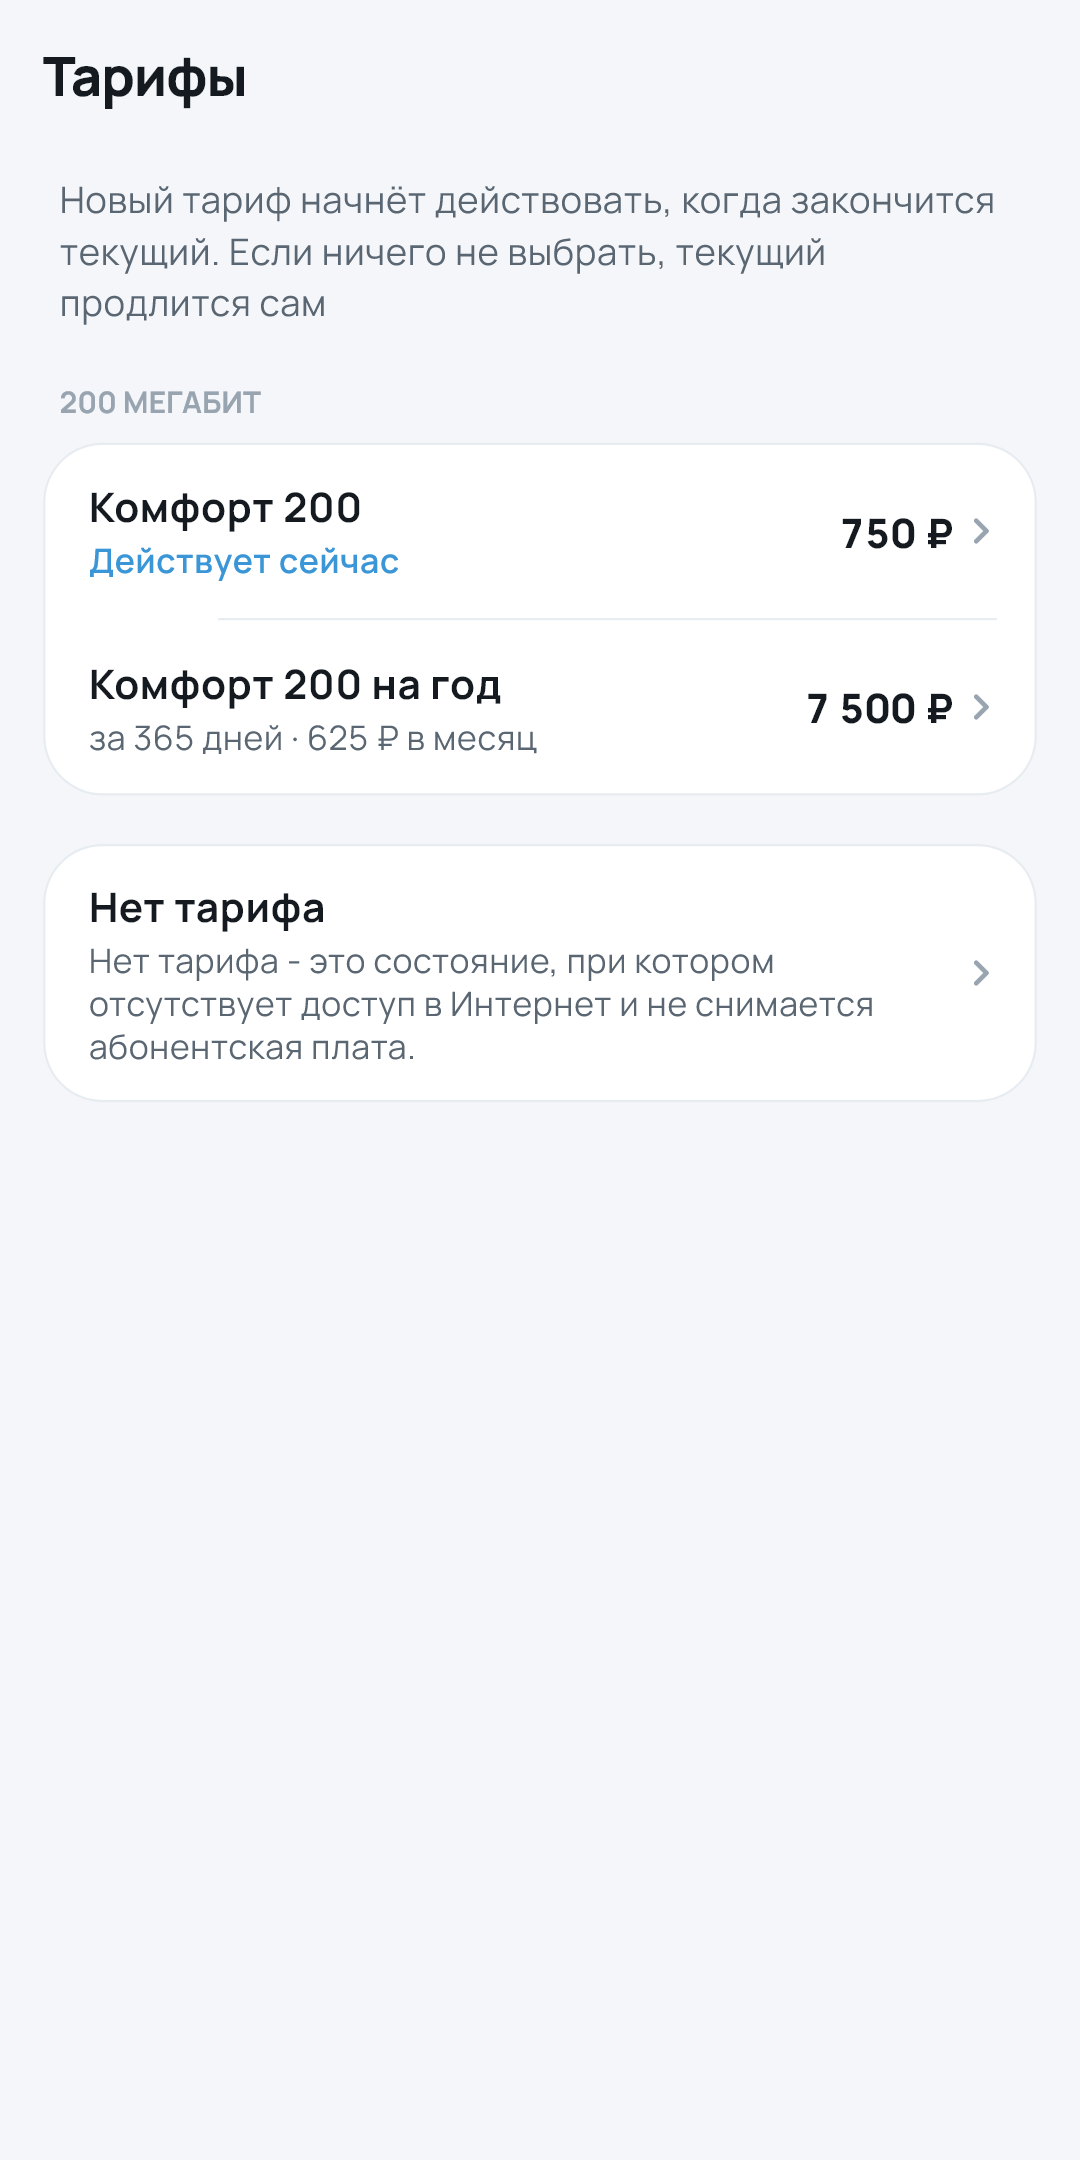 Тарифы
Новый тариф начнёт действовать, когда закончится
текущий. Если ничего не выбрать, текущий
продлится сам
200 МЕГАБИТ
Комфорт 200
Действует сейчас
750 ₽
Комфорт 200 на год
за 365 дней · 625 ₽ в месяц
7 500 ₽
Нет тарифа
Нет тарифа - это состояние, при котором
отсутствует доступ в Интернет и не снимается
абонентская плата.